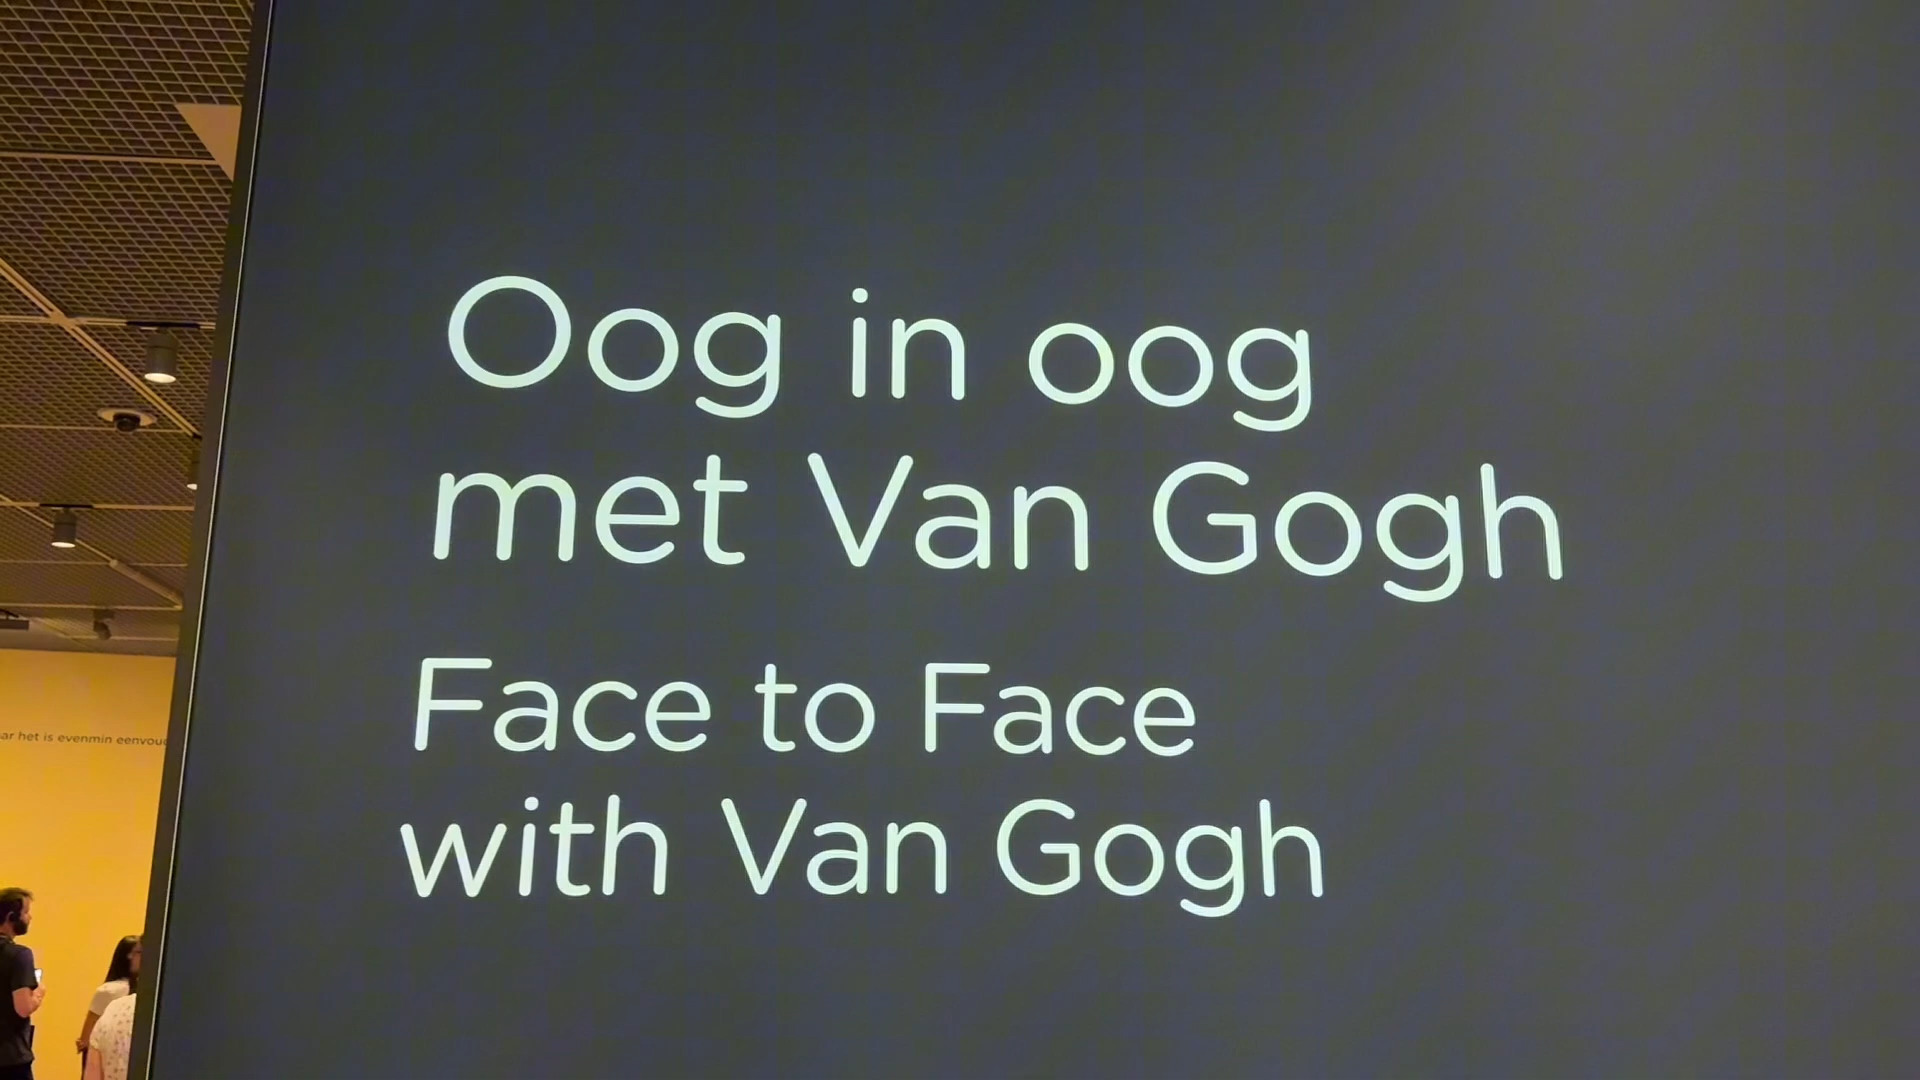 Oog in oog
met Van Gogh
Face to Face
with Van Gogh
ar het is evenmin eenvoud